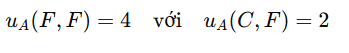 u_A(F, F) = 4 với u_A(C, F) = 2